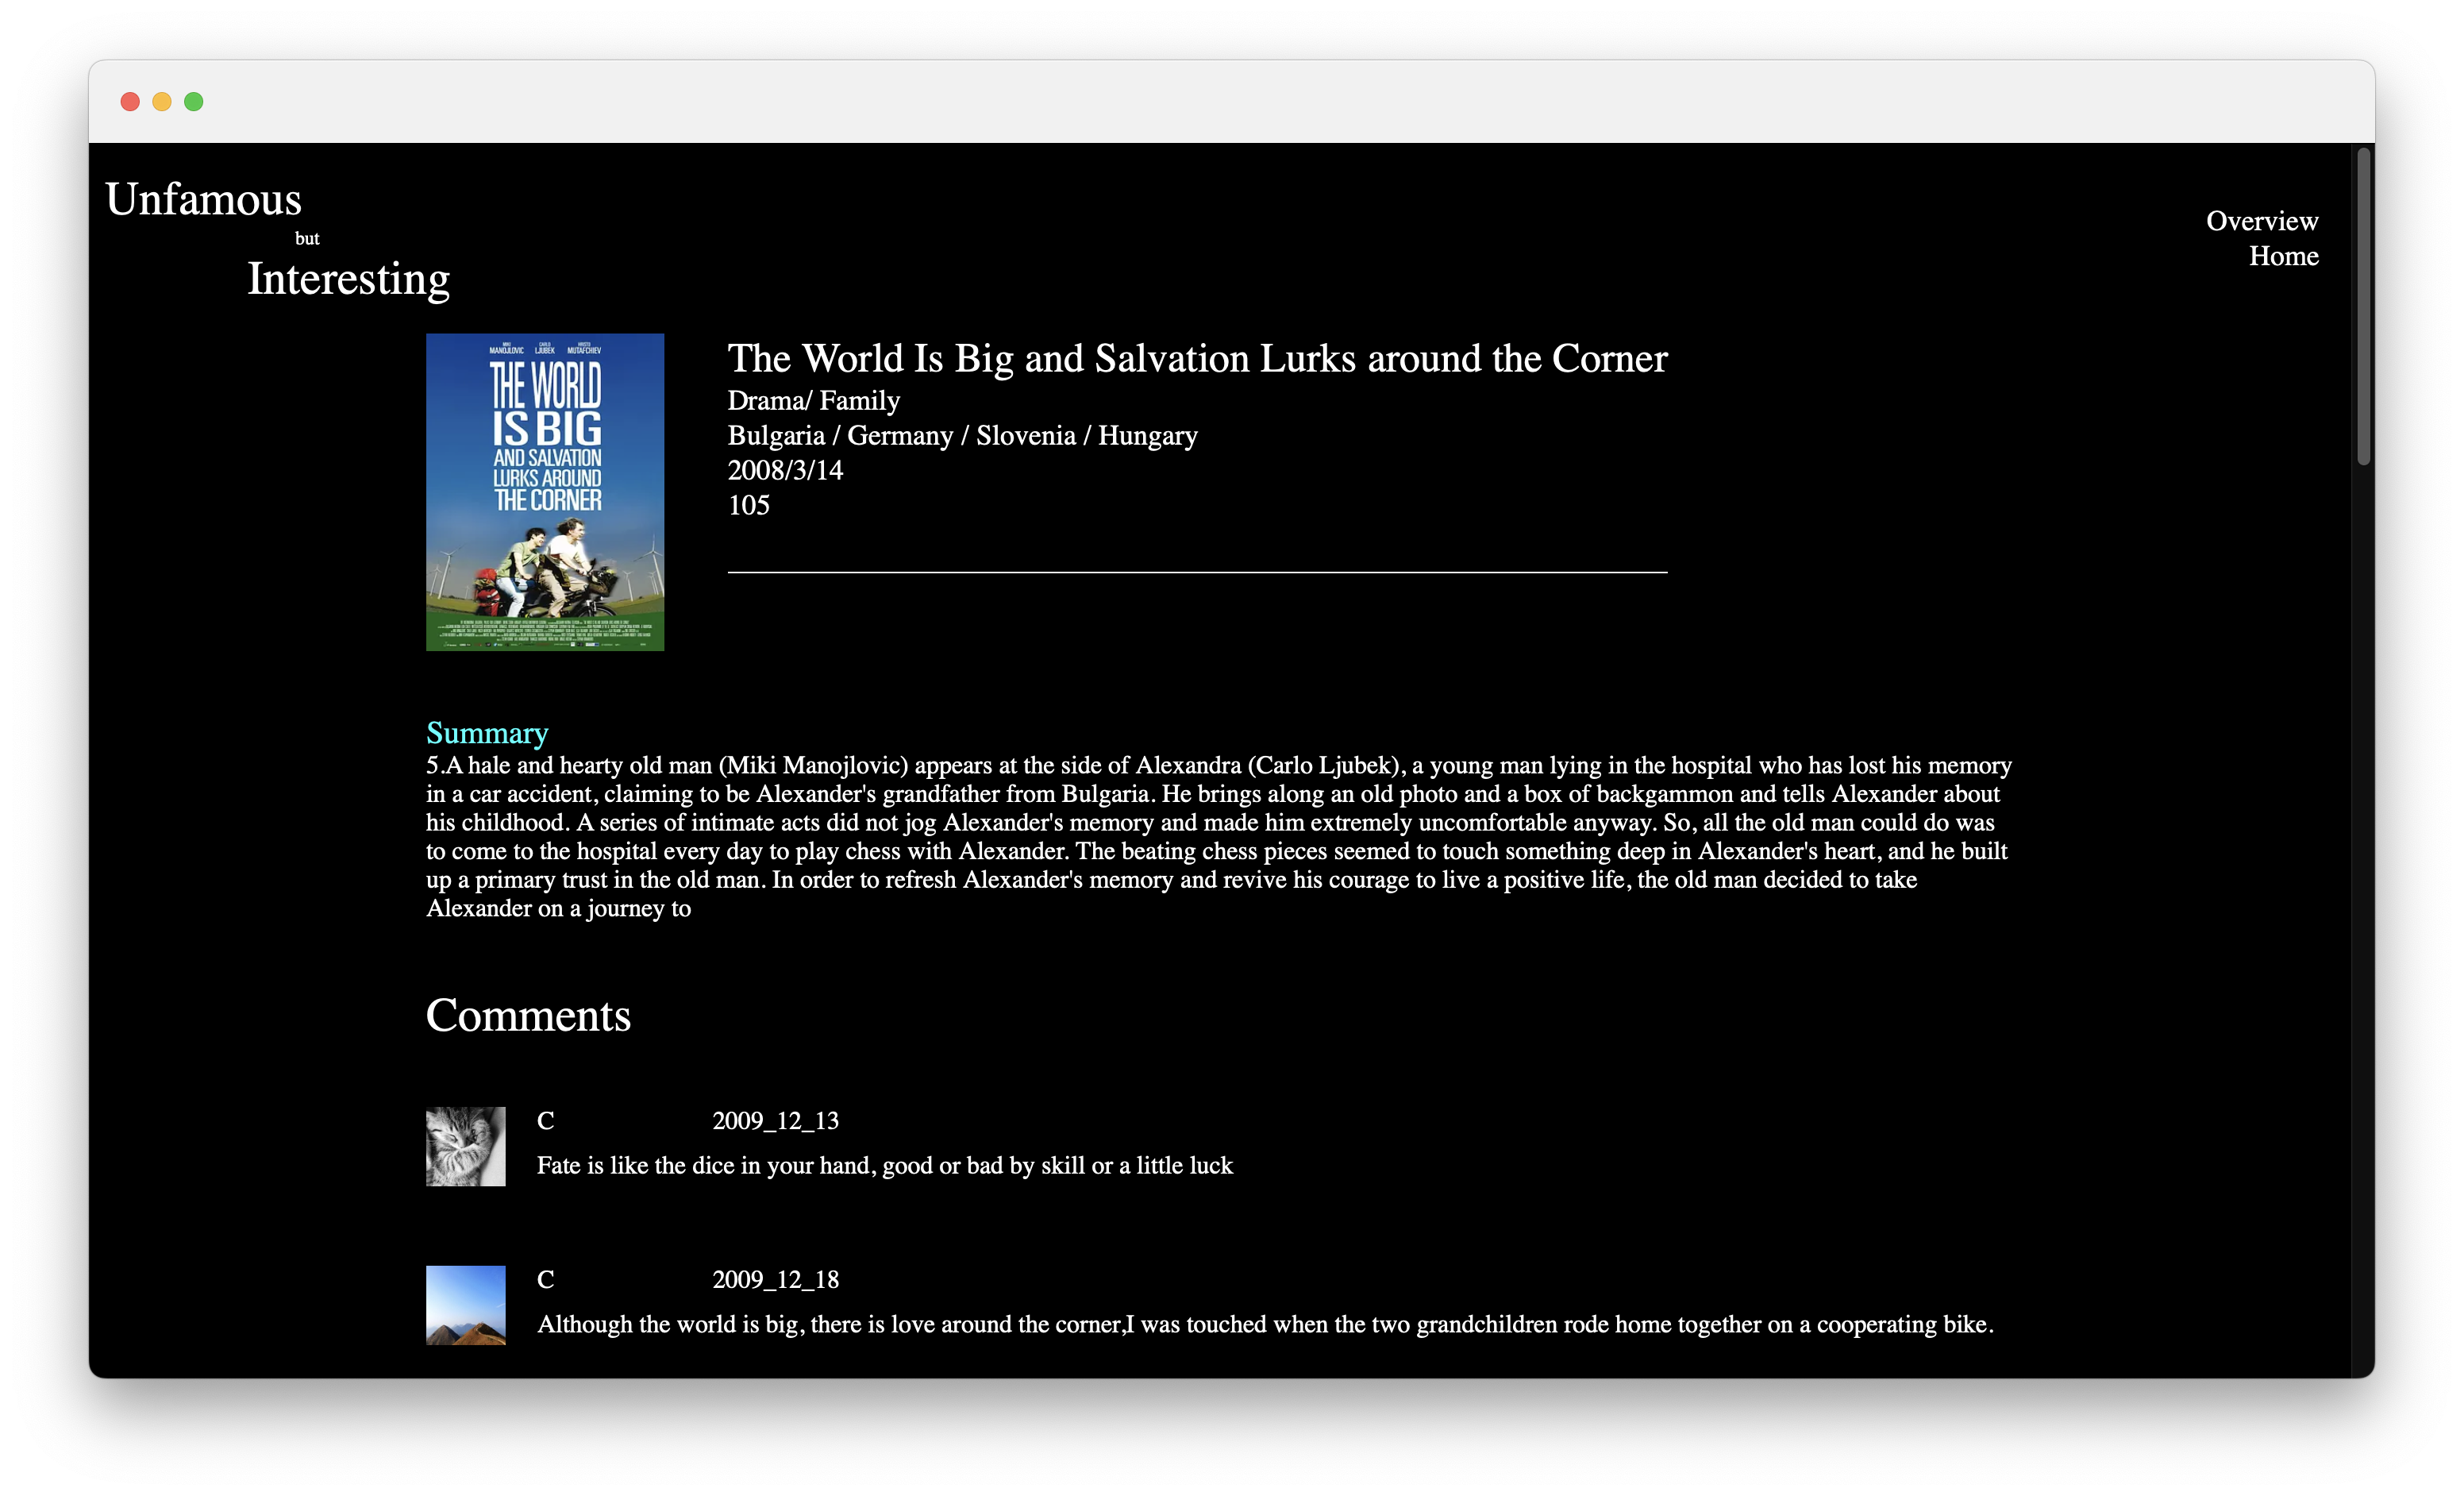 Unfamous
but
Interesting
Overview
Home
MIKI MANOJLOVIC CARLO LJUBEK HRISTO MUTAFCHIEV
THE WORLD
IS BIG
AND SALVATION
LURKS AROUND
THE CORNER
The World Is Big and Salvation Lurks around the Corner
Drama/ Family
Bulgaria / Germany / Slovenia / Hungary
2008/3/14
105
Summary
5.A hale and hearty old man (Miki Manojlovic) appears at the side of Alexandra (Carlo Ljubek), a young man lying in the hospital who has lost his memory
in a car accident, claiming to be Alexander's grandfather from Bulgaria. He brings along an old photo and a box of backgammon and tells Alexander about
his childhood. A series of intimate acts did not jog Alexander's memory and made him extremely uncomfortable anyway. So, all the old man could do was
to come to the hospital every day to play chess with Alexander. The beating chess pieces seemed to touch something deep in Alexander's heart, and he built
up a primary trust in the old man. In order to refresh Alexander's memory and revive his courage to live a positive life, the old man decided to take
Alexander on a journey to
Comments
C 2009_12_13
Fate is like the dice in your hand, good or bad by skill or a little luck
C 2009_12_18
Although the world is big, there is love around the corner,I was touched when the two grandchildren rode home together on a cooperating bike.